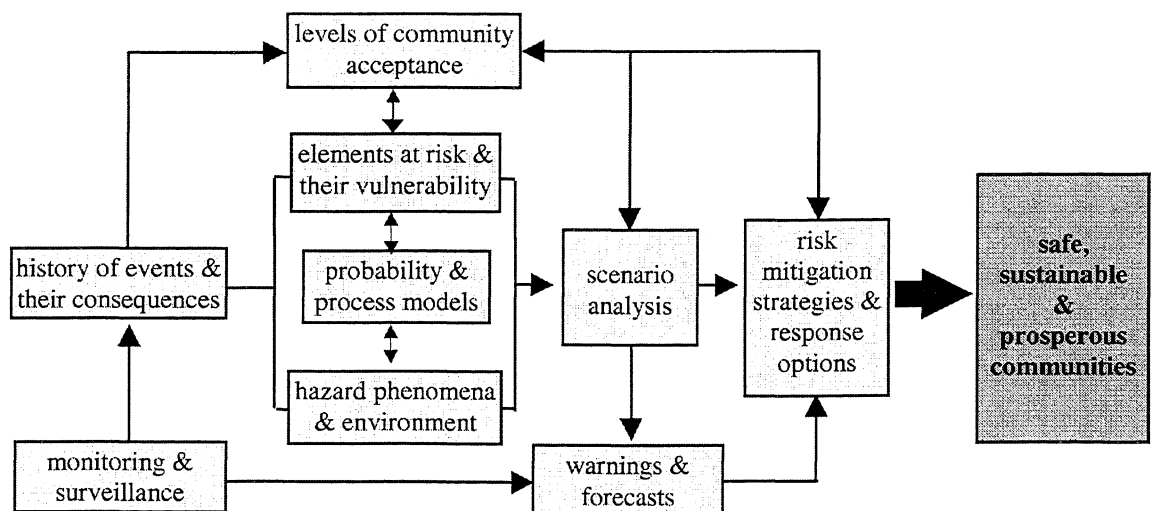 levels of community
acceptance
elements at risk &
their vulnerability
history of events &
their consequences
probability &
process models
scenario
analysis
risk
mitigation
strategies &
response
options
safe,
sustainable
&
prosperous
communities
hazard phenomena
& environment
monitoring &
surveillance
warnings &
forecasts